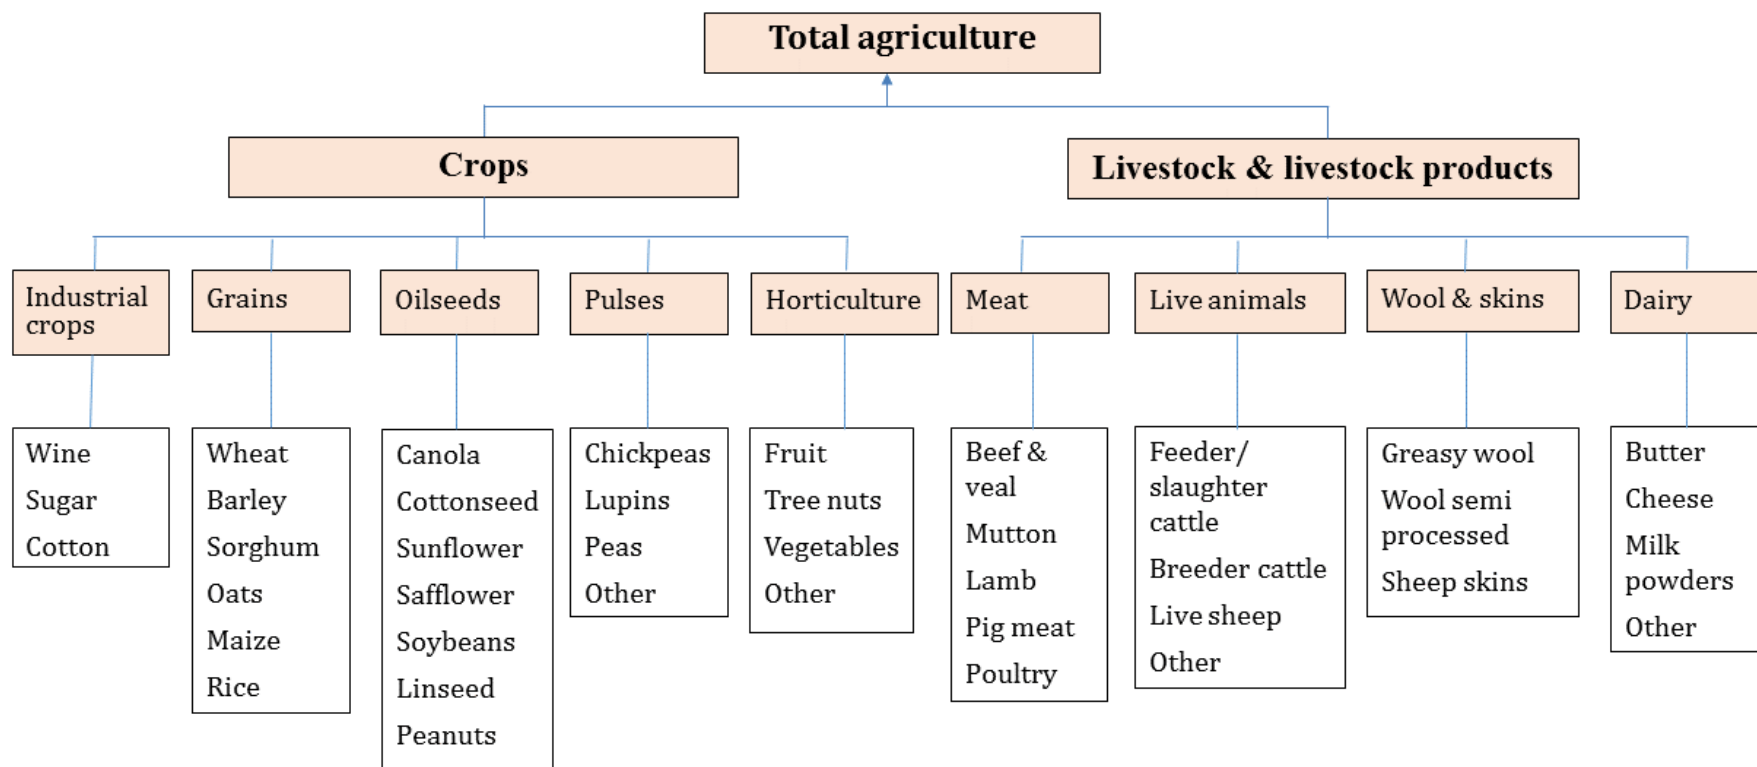 Total agriculture
Crops
Livestock & livestock products
Industrial
crops
Grains
Oilseeds
Pulses
Horticulture
Meat
Live animals
Wool & skins
Dairy
Wine
Sugar
Cotton
Wheat
Barley
Sorghum
Oats
Maize
Rice
Canola
Cottonseed
Sunflower
Safflower
Soybeans
Linseed
Peanuts
Chickpeas
Lupins
Peas
Other
Fruit
Tree nuts
Vegetables
Other
Beef &
veal
Mutton
Lamb
Pig meat
Poultry
Feeder/
slaughter
cattle
Breeder cattle
Live sheep
Other
Greasy wool
Wool semi
processed
Sheep skins
Butter
Cheese
Milk
powders
Other